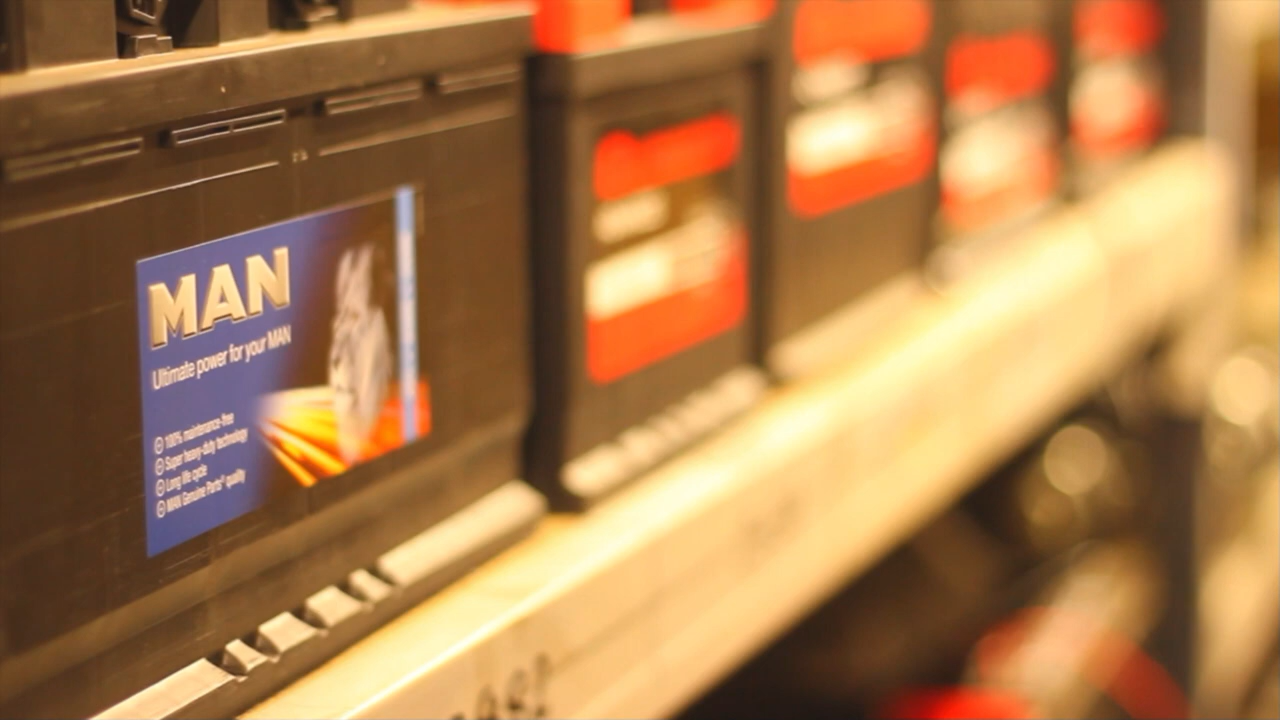 MAN
Ultimate power for your MAN
100% maintenance-free
Super heavy-duty technology
Long life cycle
MAN Genuine Parts® quality